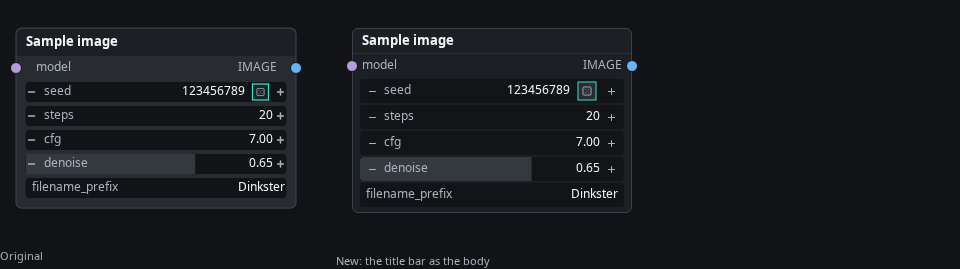 Sample image
model IMAGE
− seed 123456789 +
− steps 20 +
− cfg 7.00 +
− denoise 0.65 +
filename_prefix Dinkster
Original
Sample image
model IMAGE
− seed 123456789 +
− steps 20 +
− cfg 7.00 +
− denoise 0.65 +
filename_prefix Dinkster
New: the title bar as the body